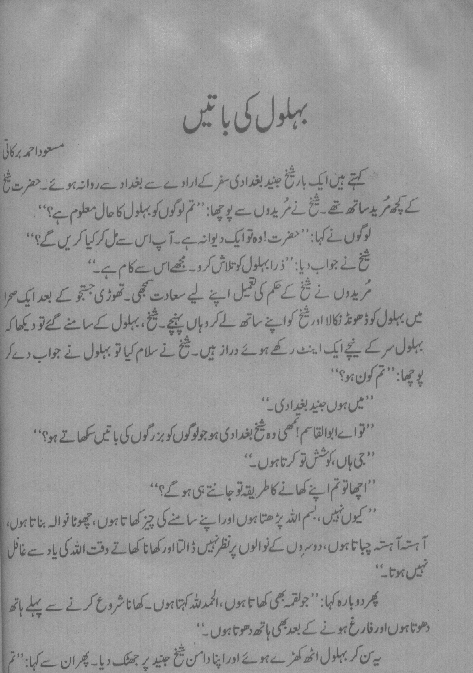 بہلول کی باتیں
مسعود احمد برکاتی
کہتے ہیں ایک بار شیخ جنید بغدادی سفر کے ارادے سے بغداد سے روانہ ہوئے۔ حضرت شیخ
کے کچھ مُرید ساتھ تھے۔ شیخ نے مُریدوں سے پوچھا: ’’تم لوگوں کو بہلول کا حال معلوم ہے؟‘‘
لوگوں نے کہا: ’’حضرت! وہ تو ایک دیوانہ ہے۔ آپ اس سے مل کر کیا کریں گے؟‘‘
شیخ نے جواب دیا: ’’ذرا بہلول کو تلاش کرو۔ مجھے اس سے کام ہے۔‘‘
مُریدوں نے شیخ کے حکم کی تعمیل اپنے لیے سعادت سمجھی۔ تھوڑی جستجو کے بعد ایک صحرا
میں بہلول کو ڈھونڈ نکالا اور شیخ کو اپنے ساتھ لے کر وہاں پہنچے۔ شیخ، بہلول کے سامنے گئے تو دیکھا کہ
بہلول سر کے نیچے ایک اینٹ رکھے ہوئے دراز ہیں۔ شیخ نے سلام کیا تو بہلول نے جواب دے کر
پوچھا: ’’تم کون ہو؟‘‘
’’میں ہوں جنید بغدادی۔‘‘
’’تو اے ابوالقاسم! تمھی وہ شیخ بغدادی ہو جو لوگوں کو بزرگوں کی باتیں سکھاتے ہو؟‘‘
’’جی ہاں، کوشش تو کرتا ہوں۔‘‘
’’اچھا تو تم اپنے کھانے کا طریقہ تو جانتے ہی ہو گے؟‘‘
’’کیوں نہیں، بسم اللہ پڑھتا ہوں اور اپنے سامنے کی چیز کھاتا ہوں، چھوٹا نوالہ بناتا ہوں،
آہستہ آہستہ چباتا ہوں، دوسروں کے نوالوں پر نظر نہیں ڈالتا اور کھانا کھاتے وقت اللہ کی یاد سے غافل
نہیں ہوتا۔‘‘
پھر دوبارہ کہا: ’’جو لقمہ بھی کھاتا ہوں، الحمدللہ کہتا ہوں۔ کھانا شروع کرنے سے پہلے ہاتھ
دھوتا ہوں اور فارغ ہونے کے بعد بھی ہاتھ دھوتا ہوں۔‘‘
یہ سن کر بہلول اٹھ کھڑے ہوئے اور اپنا دامن شیخ جنید پر جھٹک دیا۔ پھر ان سے کہا: ’’تم